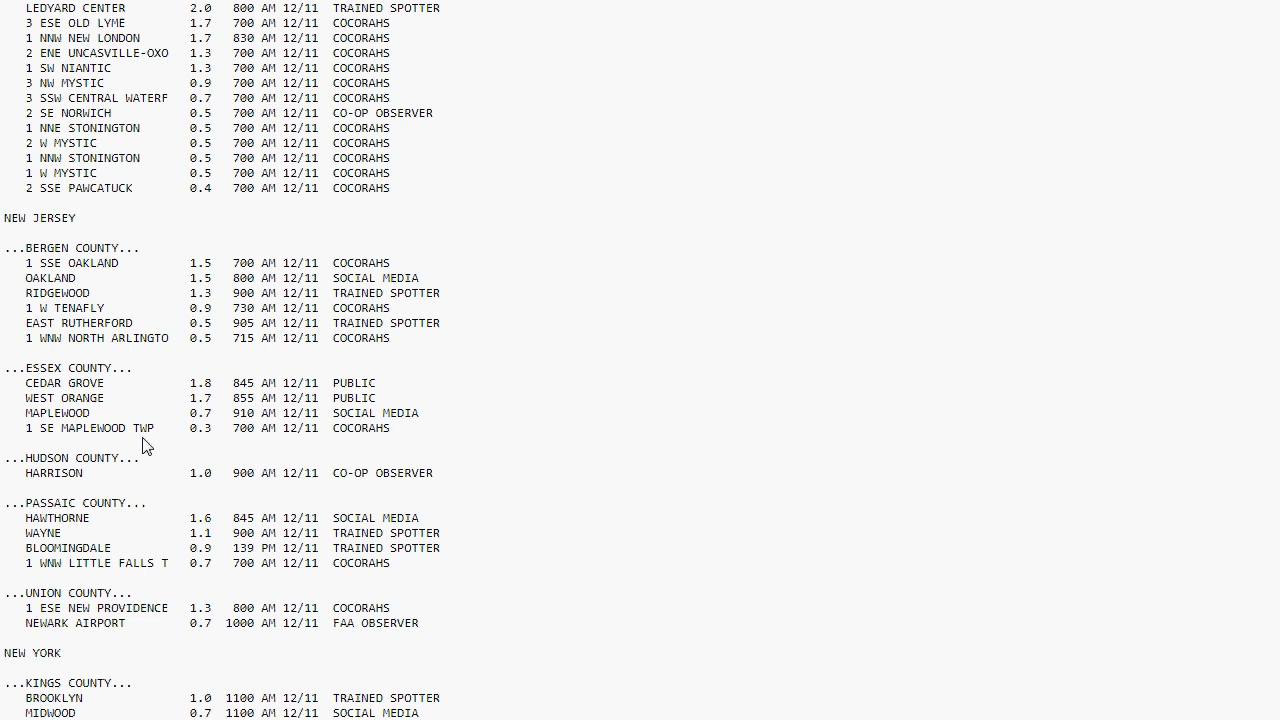 LEDYARD CENTER 2.0 800 AM 12/11 TRAINED SPOTTER
3 ESE OLD LYME 1.7 700 AM 12/11 COCORAHS
1 NNW NEW LONDON 1.7 830 AM 12/11 COCORAHS
2 ENE UNCASVILLE-OXO 1.3 700 AM 12/11 COCORAHS
1 SW NIANTIC 1.3 700 AM 12/11 COCORAHS
3 NW MYSTIC 0.9 700 AM 12/11 COCORAHS
3 SSW CENTRAL WATERF 0.7 700 AM 12/11 COCORAHS
2 SE NORWICH 0.5 700 AM 12/11 CO-OP OBSERVER
1 NNE STONINGTON 0.5 700 AM 12/11 COCORAHS
2 W MYSTIC 0.5 700 AM 12/11 COCORAHS
1 NNW STONINGTON 0.5 700 AM 12/11 COCORAHS
1 W MYSTIC 0.5 700 AM 12/11 COCORAHS
2 SSE PAWCATUCK 0.4 700 AM 12/11 COCORAHS
NEW JERSEY
...BERGEN COUNTY...
1 SSE OAKLAND 1.5 700 AM 12/11 COCORAHS
OAKLAND 1.5 800 AM 12/11 SOCIAL MEDIA
RIDGEWOOD 1.3 900 AM 12/11 TRAINED SPOTTER
1 W TENAFLY 0.9 730 AM 12/11 COCORAHS
EAST RUTHERFORD 0.5 905 AM 12/11 TRAINED SPOTTER
1 WNW NORTH ARLINGTO 0.5 715 AM 12/11 COCORAHS
...ESSEX COUNTY...
CEDAR GROVE 1.8 845 AM 12/11 PUBLIC
WEST ORANGE 1.7 855 AM 12/11 PUBLIC
MAPLEWOOD 0.7 910 AM 12/11 SOCIAL MEDIA
1 SE MAPLEWOOD TWP 0.3 700 AM 12/11 COCORAHS
...HUDSON COUNTY...
HARRISON 1.0 900 AM 12/11 CO-OP OBSERVER
...PASSAIC COUNTY...
HAWTHORNE 1.6 845 AM 12/11 SOCIAL MEDIA
WAYNE 1.1 900 AM 12/11 TRAINED SPOTTER
BLOOMINGDALE 0.9 139 PM 12/11 TRAINED SPOTTER
1 WNW LITTLE FALLS T 0.7 700 AM 12/11 COCORAHS
...UNION COUNTY...
1 ESE NEW PROVIDENCE 1.3 800 AM 12/11 COCORAHS
NEWARK AIRPORT 0.7 1000 AM 12/11 FAA OBSERVER
NEW YORK
...KINGS COUNTY...
BROOKLYN 1.0 1100 AM 12/11 TRAINED SPOTTER
MIDWOOD 0.7 1100 AM 12/11 SOCIAL MEDIA